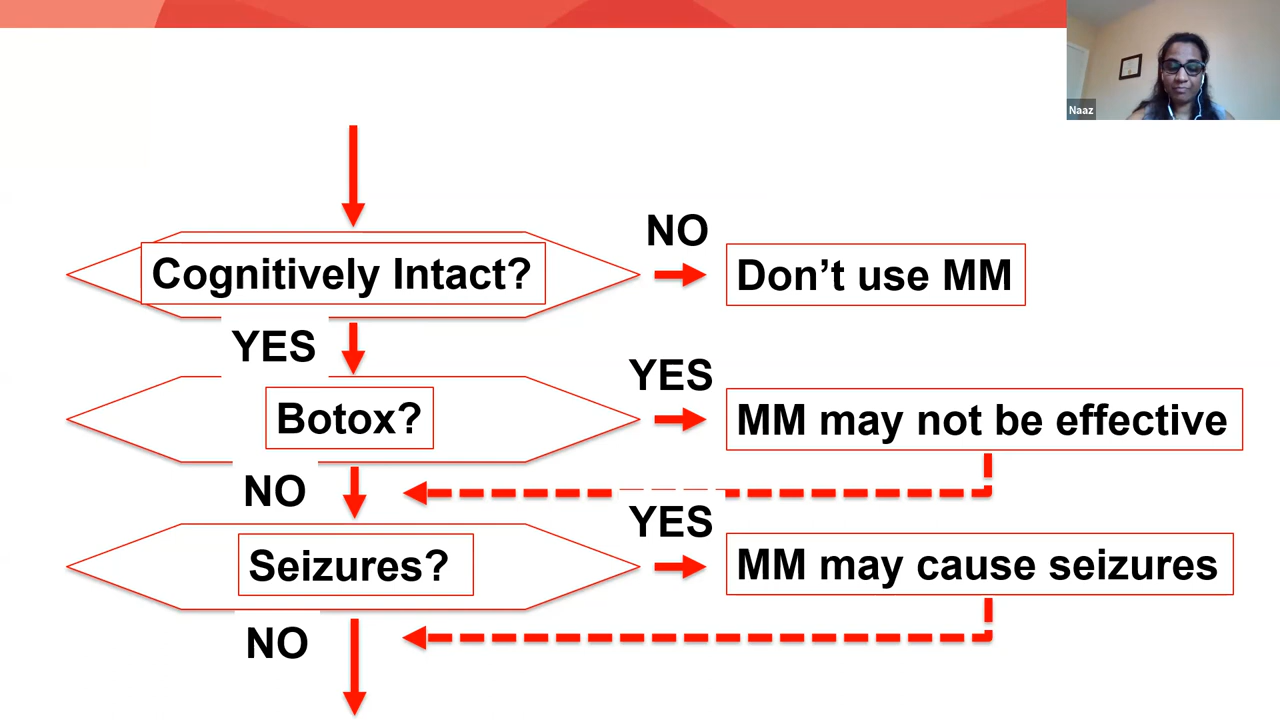 Naaz
Cognitively Intact?
NO
Don’t use MM
YES
Botox?
YES
MM may not be effective
NO
Seizures?
YES
MM may cause seizures
NO